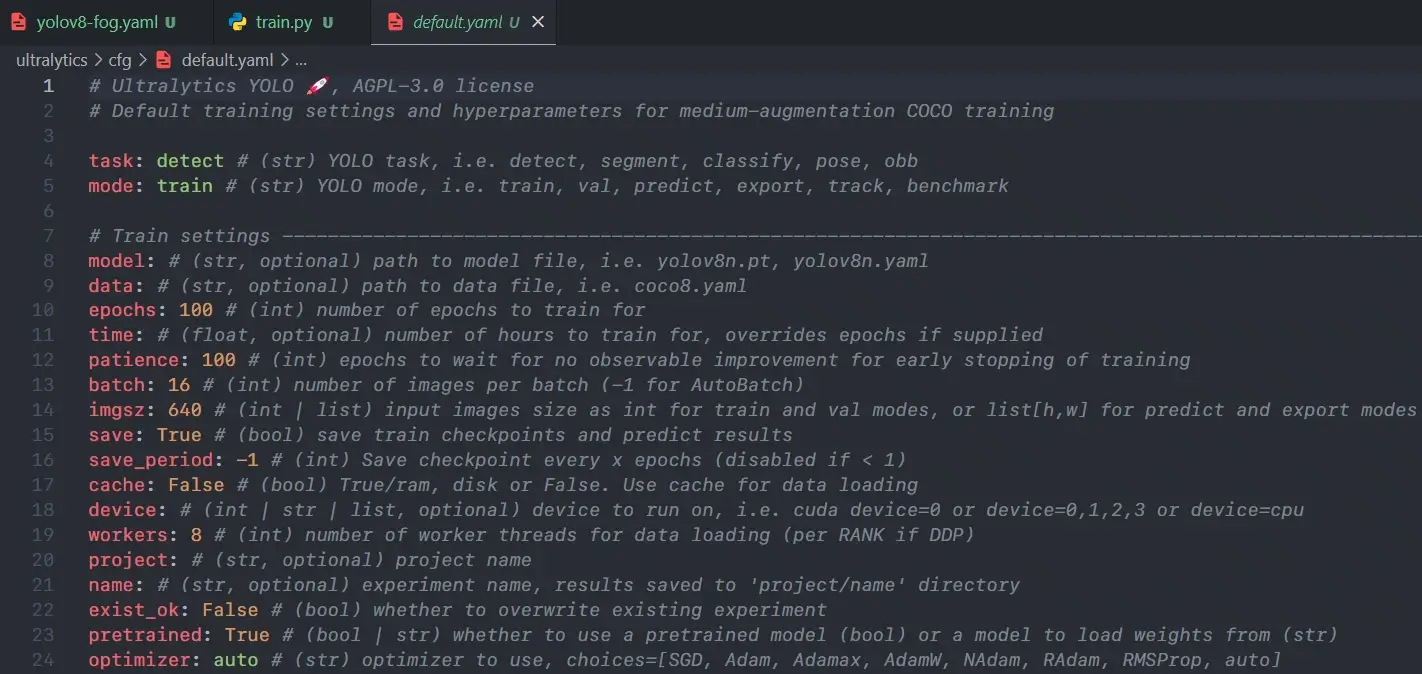 yolov8-fog.yaml U train.py U default.yaml U
ultralytics > cfg > default.yaml > ...
1 # Ultralytics YOLO 🚀, AGPL-3.0 license
2 # Default training settings and hyperparameters for medium-augmentation COCO training
3
4 task: detect # (str) YOLO task, i.e. detect, segment, classify, pose, obb
5 mode: train # (str) YOLO mode, i.e. train, val, predict, export, track, benchmark
6
7 # Train settings ----------------------------------------------------------------------------------------------------
8 model: # (str, optional) path to model file, i.e. yolov8n.pt, yolov8n.yaml
9 data: # (str, optional) path to data file, i.e. coco8.yaml
10 epochs: 100 # (int) number of epochs to train for
11 time: # (float, optional) number of hours to train for, overrides epochs if supplied
12 patience: 100 # (int) epochs to wait for no observable improvement for early stopping of training
13 batch: 16 # (int) number of images per batch (-1 for AutoBatch)
14 imgsz: 640 # (int | list) input images size as int for train and val modes, or list[h,w] for predict and export modes
15 save: True # (bool) save train checkpoints and predict results
16 save_period: -1 # (int) Save checkpoint every x epochs (disabled if < 1)
17 cache: False # (bool) True/ram, disk or False. Use cache for data loading
18 device: # (int | str | list, optional) device to run on, i.e. cuda device=0 or device=0,1,2,3 or device=cpu
19 workers: 8 # (int) number of worker threads for data loading (per RANK if DDP)
20 project: # (str, optional) project name
21 name: # (str, optional) experiment name, results saved to 'project/name' directory
22 exist_ok: False # (bool) whether to overwrite existing experiment
23 pretrained: True # (bool | str) whether to use a pretrained model (bool) or a model to load weights from (str)
24 optimizer: auto # (str) optimizer to use, choices=[SGD, Adam, Adamax, AdamW, NAdam, RAdam, RMSProp, auto]